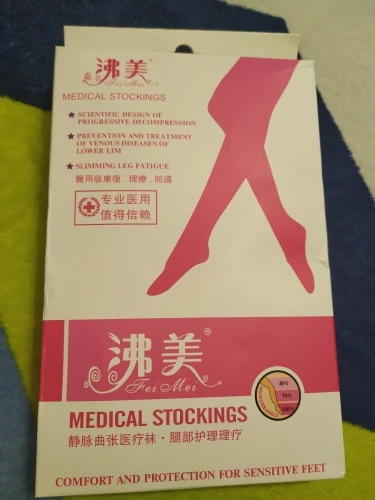 沸美®
Fei Mei
MEDICAL STOCKINGS
★ SCIENTIFIC DESIGN OF
PROGRESSIVE DECOMPRESSION
★ PREVENTION AND TREATMENT
OF VENOUS DISEASES OF
LOWER LIM
★ SLIMMING LEG FATIGUE
醫用級康復.理療.防護
专业医用
值得信赖
沸美®
Fei Mei
40%
70%
100%
MEDICAL STOCKINGS
静脉曲张医疗袜·腿部护理理疗
COMFORT AND PROTECTION FOR SENSITIVE FEET